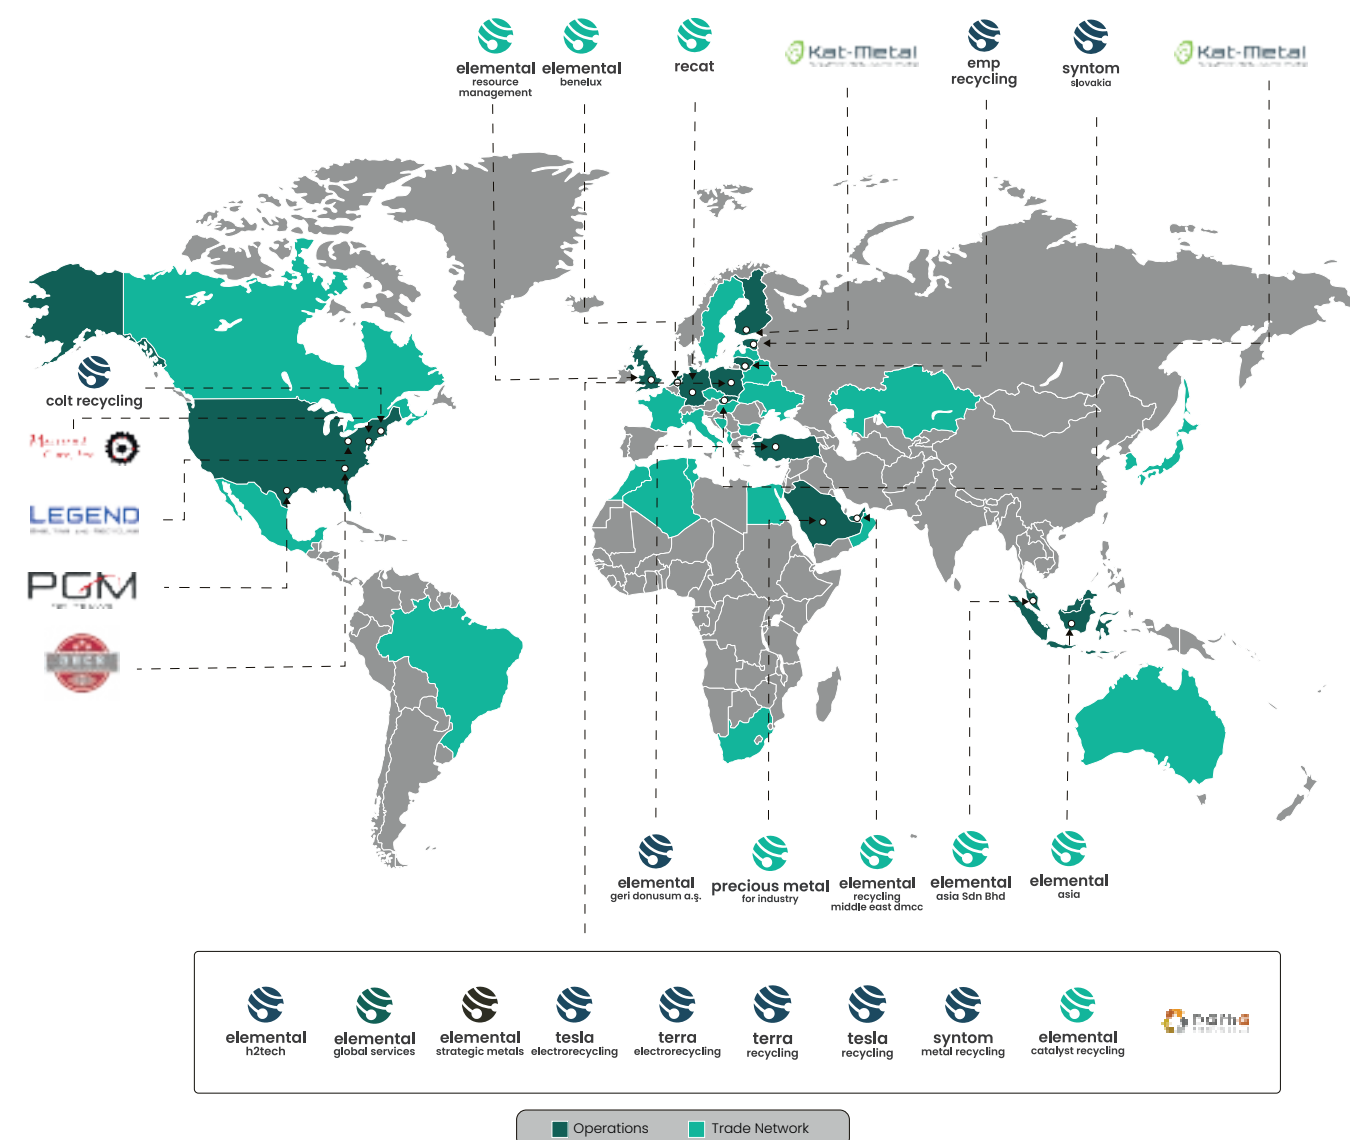 elemental
resource
management
elemental
benelux
recat
Kat-Metal
emp
recycling
syntom
slovakia
Kat-Metal
colt recycling
LEGEND
PGM
elemental
geri donusum a.ş.
precious metal
for industry
elemental
recycling
middle east dmcc
elemental
asia Sdn Bhd
elemental
asia
elemental
h2tech
elemental
global services
elemental
strategic metals
tesla
electrorecycling
terra
electrorecycling
terra
recycling
tesla
recycling
syntom
metal recycling
elemental
catalyst recycling
Operations
Trade Network